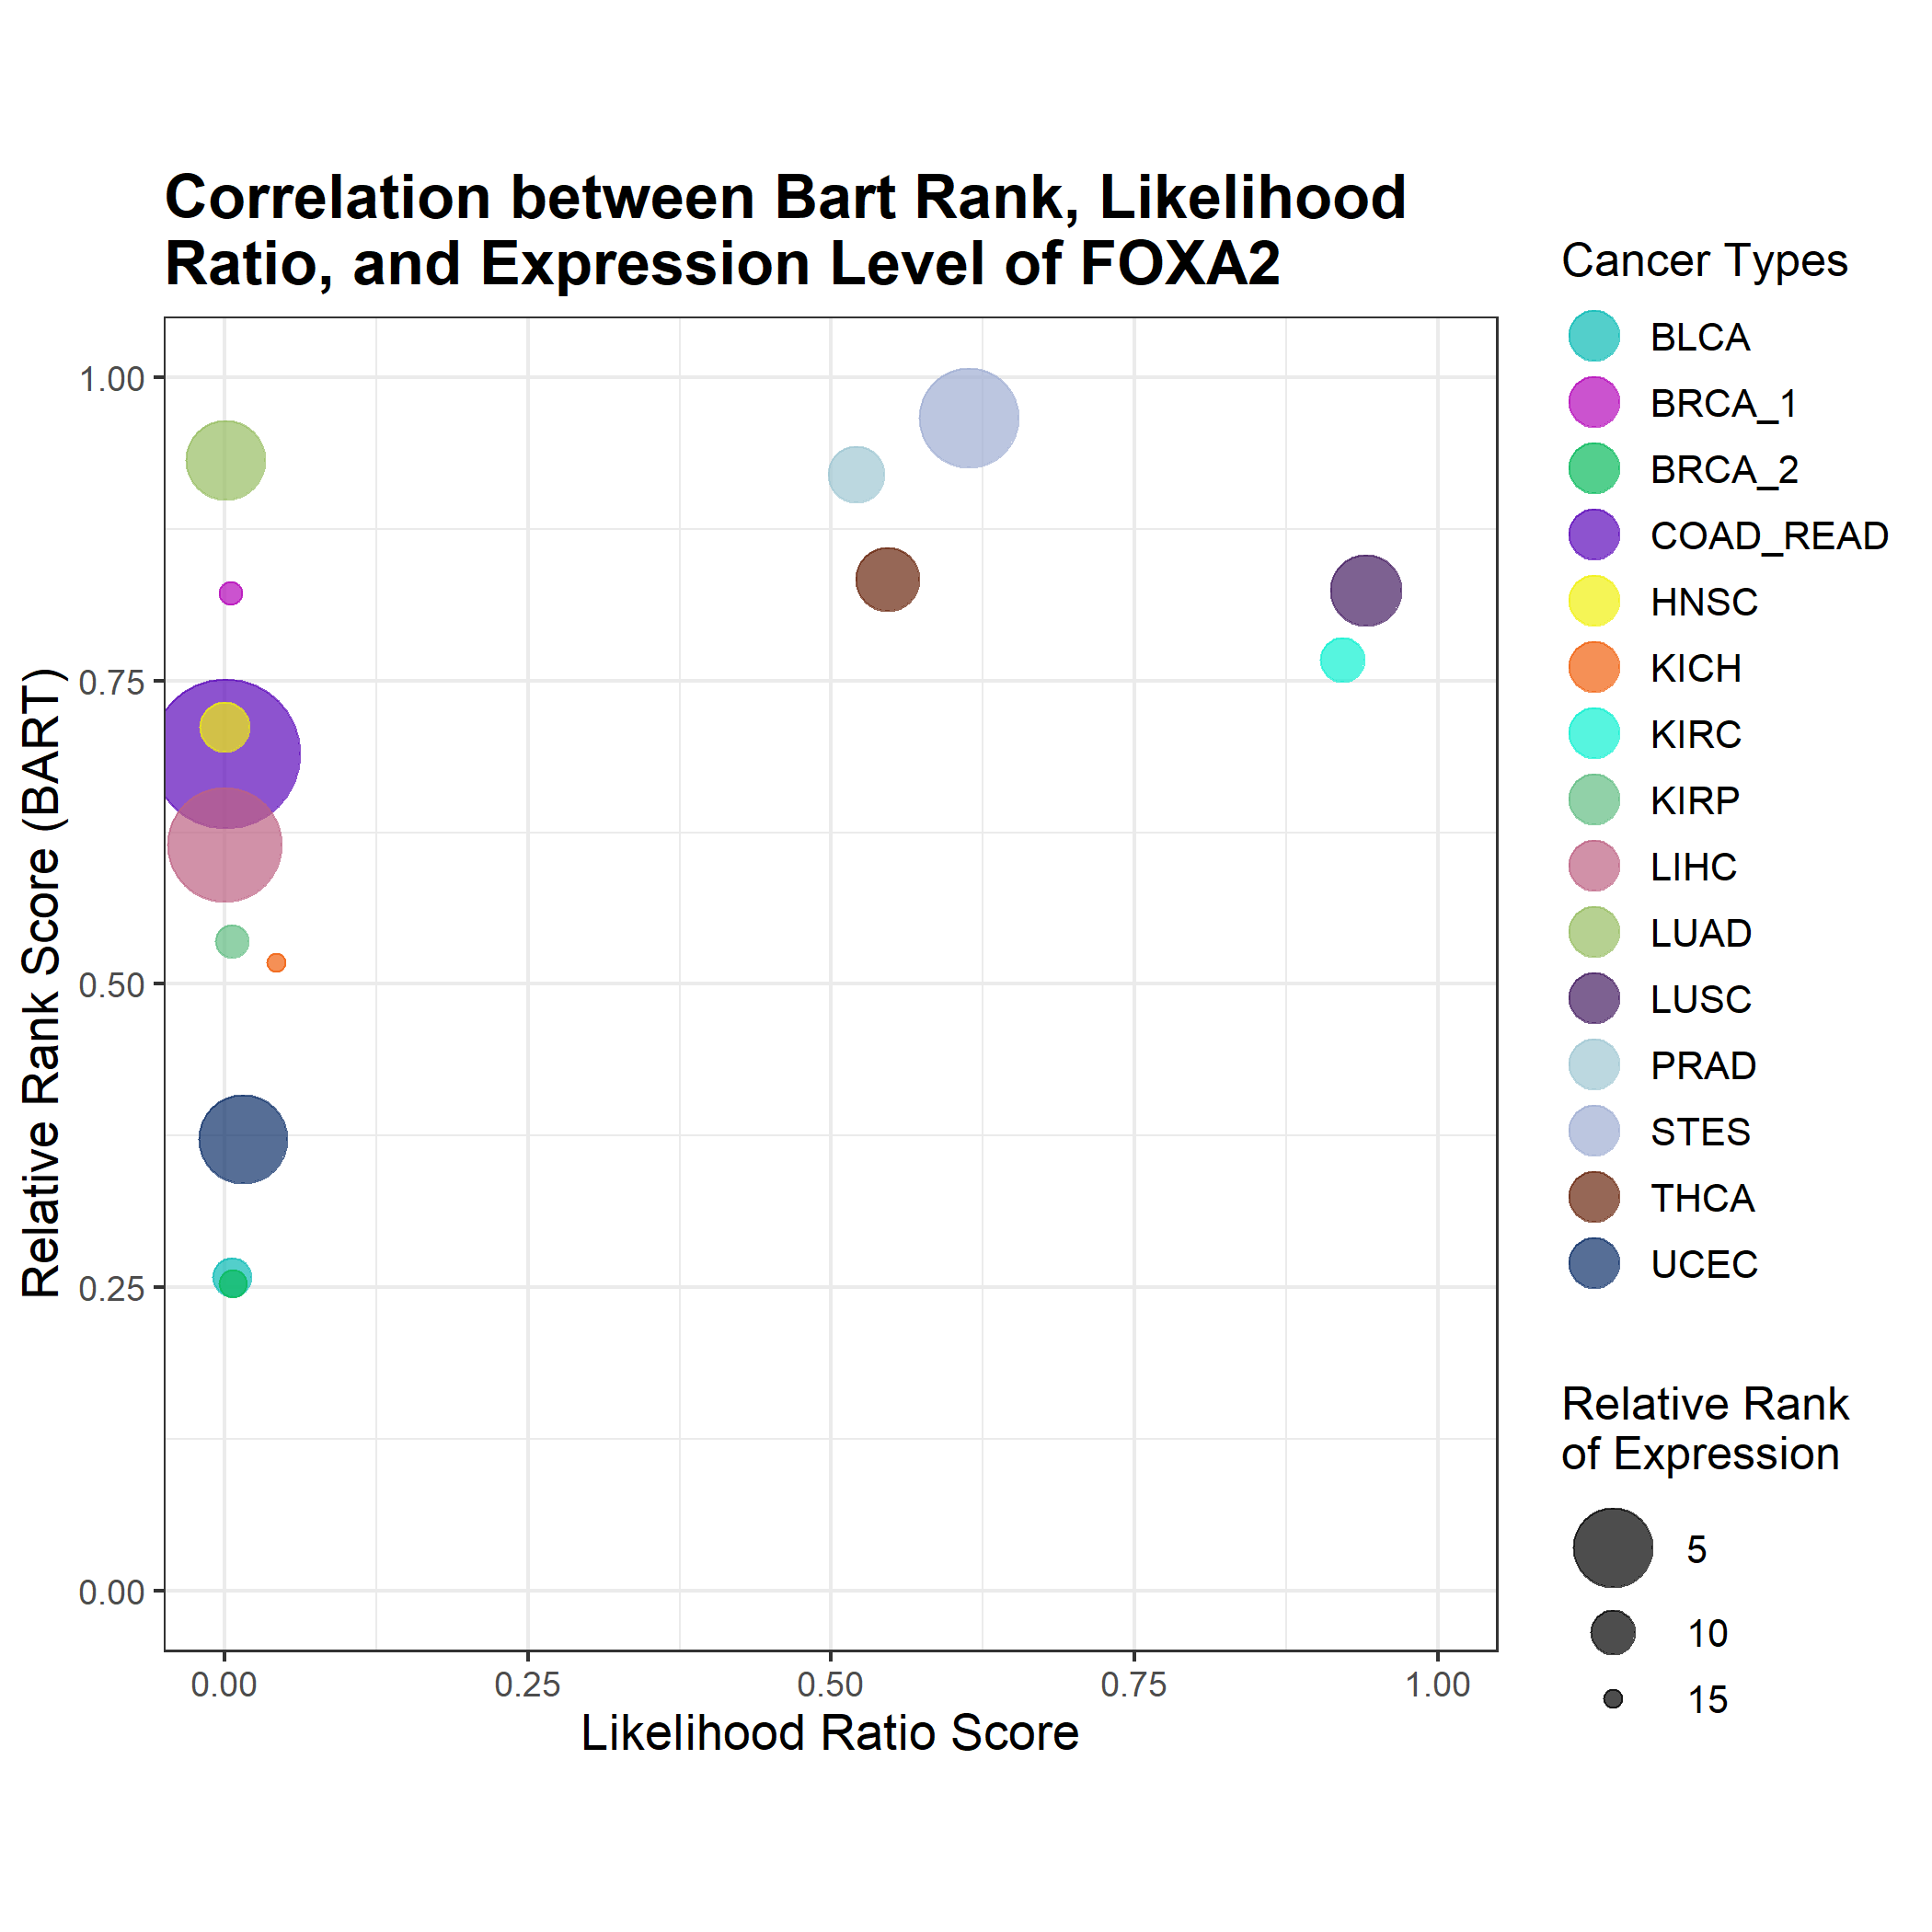 Correlation between Bart Rank, Likelihood
Ratio, and Expression Level of FOXA2
Relative Rank Score (BART)
1.00
0.75
0.50
0.25
0.00
0.00
0.25
0.50
0.75
1.00
Likelihood Ratio Score
Cancer Types
BLCA
BRCA_1
BRCA_2
COAD_READ
HNSC
KICH
KIRC
KIRP
LIHC
LUAD
LUSC
PRAD
STES
THCA
UCEC
Relative Rank
of Expression
5
10
15